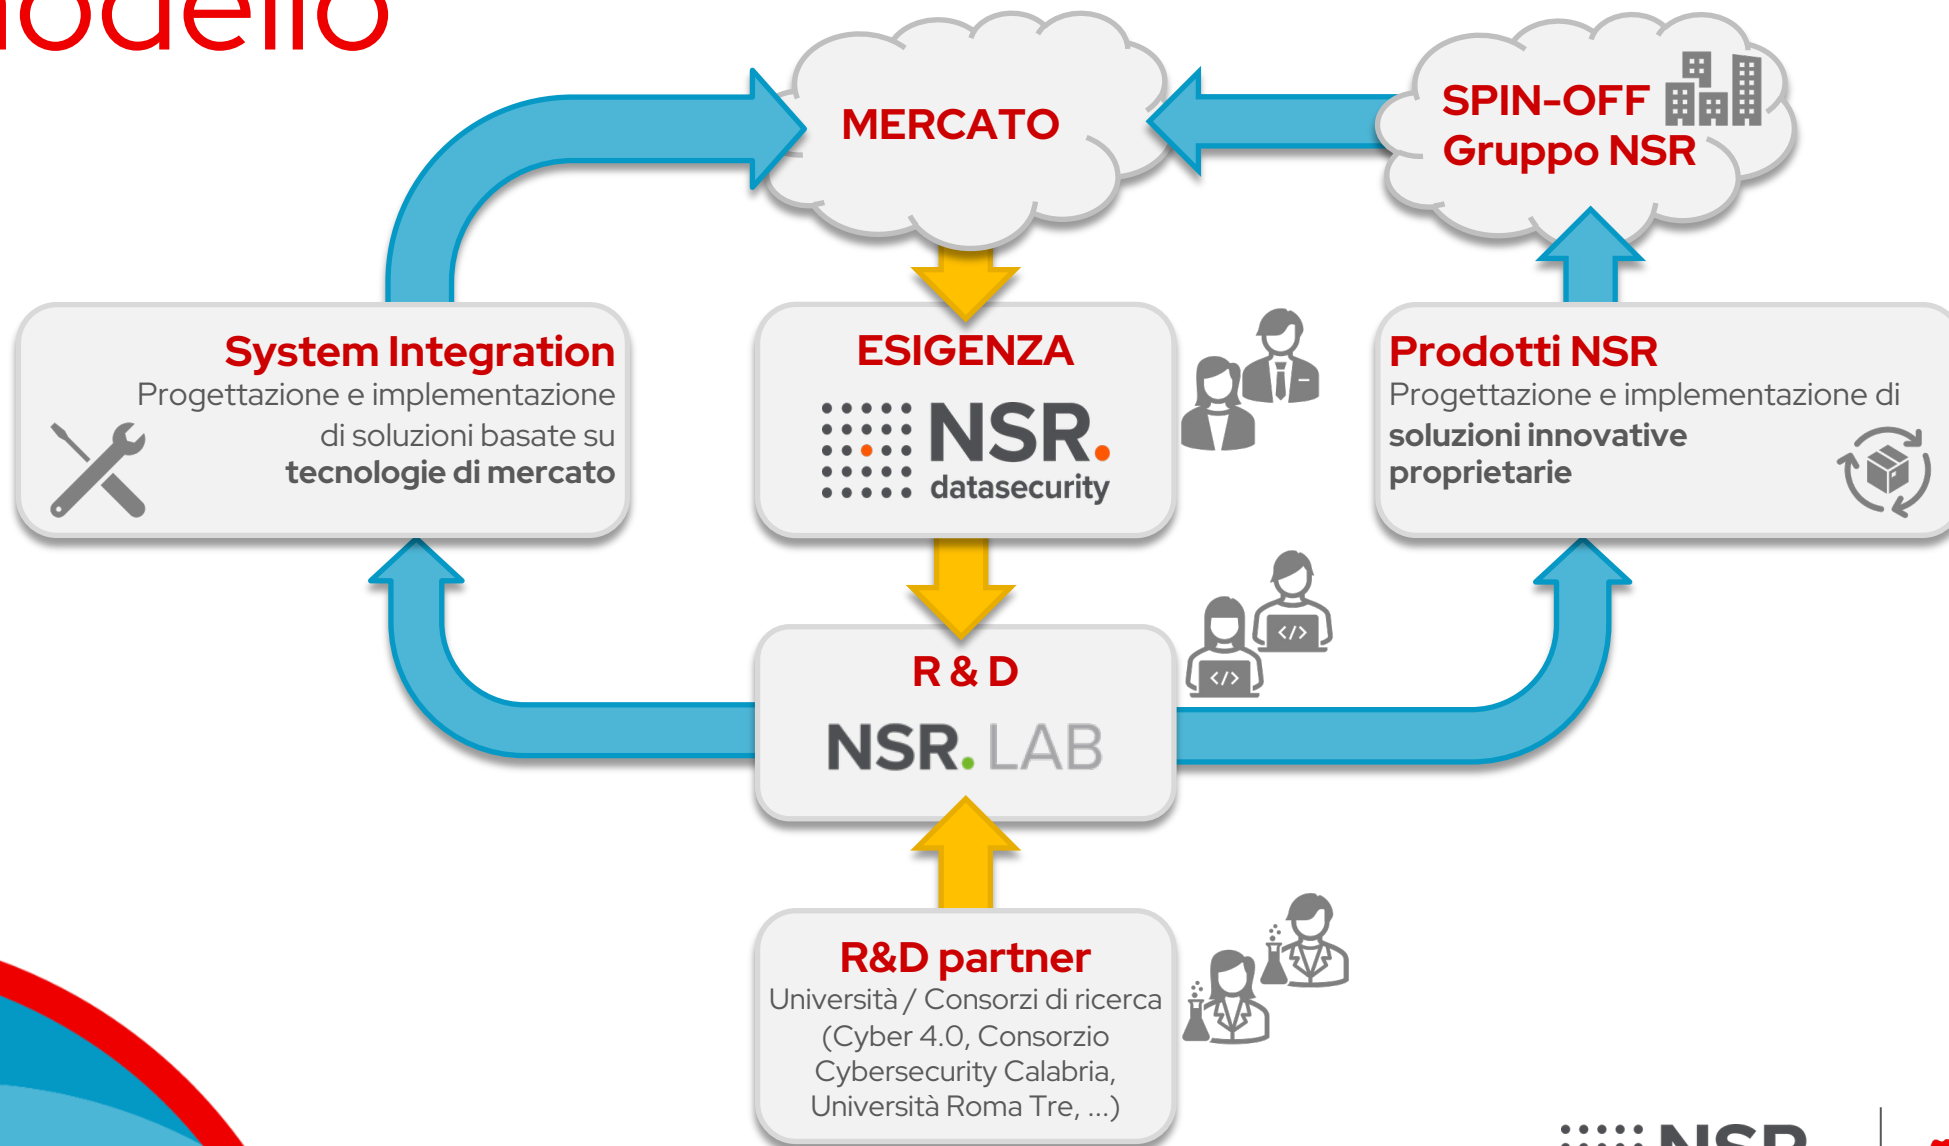 modello
MERCATO
SPIN-OFF
Gruppo NSR
System Integration
Progettazione e implementazione
di soluzioni basate su
tecnologie di mercato
ESIGENZA
NSR.
datasecurity
Prodotti NSR
Progettazione e implementazione di
soluzioni innovative
proprietarie
</>
</>
R & D
NSR. LAB
R&D partner
Università / Consorzi di ricerca
(Cyber 4.0, Consorzio
Cybersecurity Calabria,
Università Roma Tre, ...)
NSR